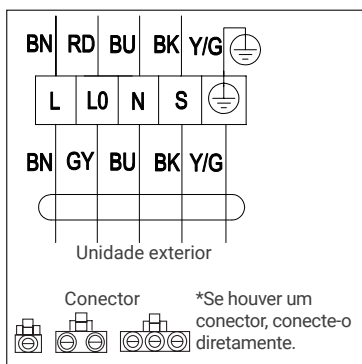 BN RD BU BK Y/G
L L0 N S
BN GY BU BK Y/G
Unidade exterior
Conector
*Se houver um
conector, conecte-o
diretamente.